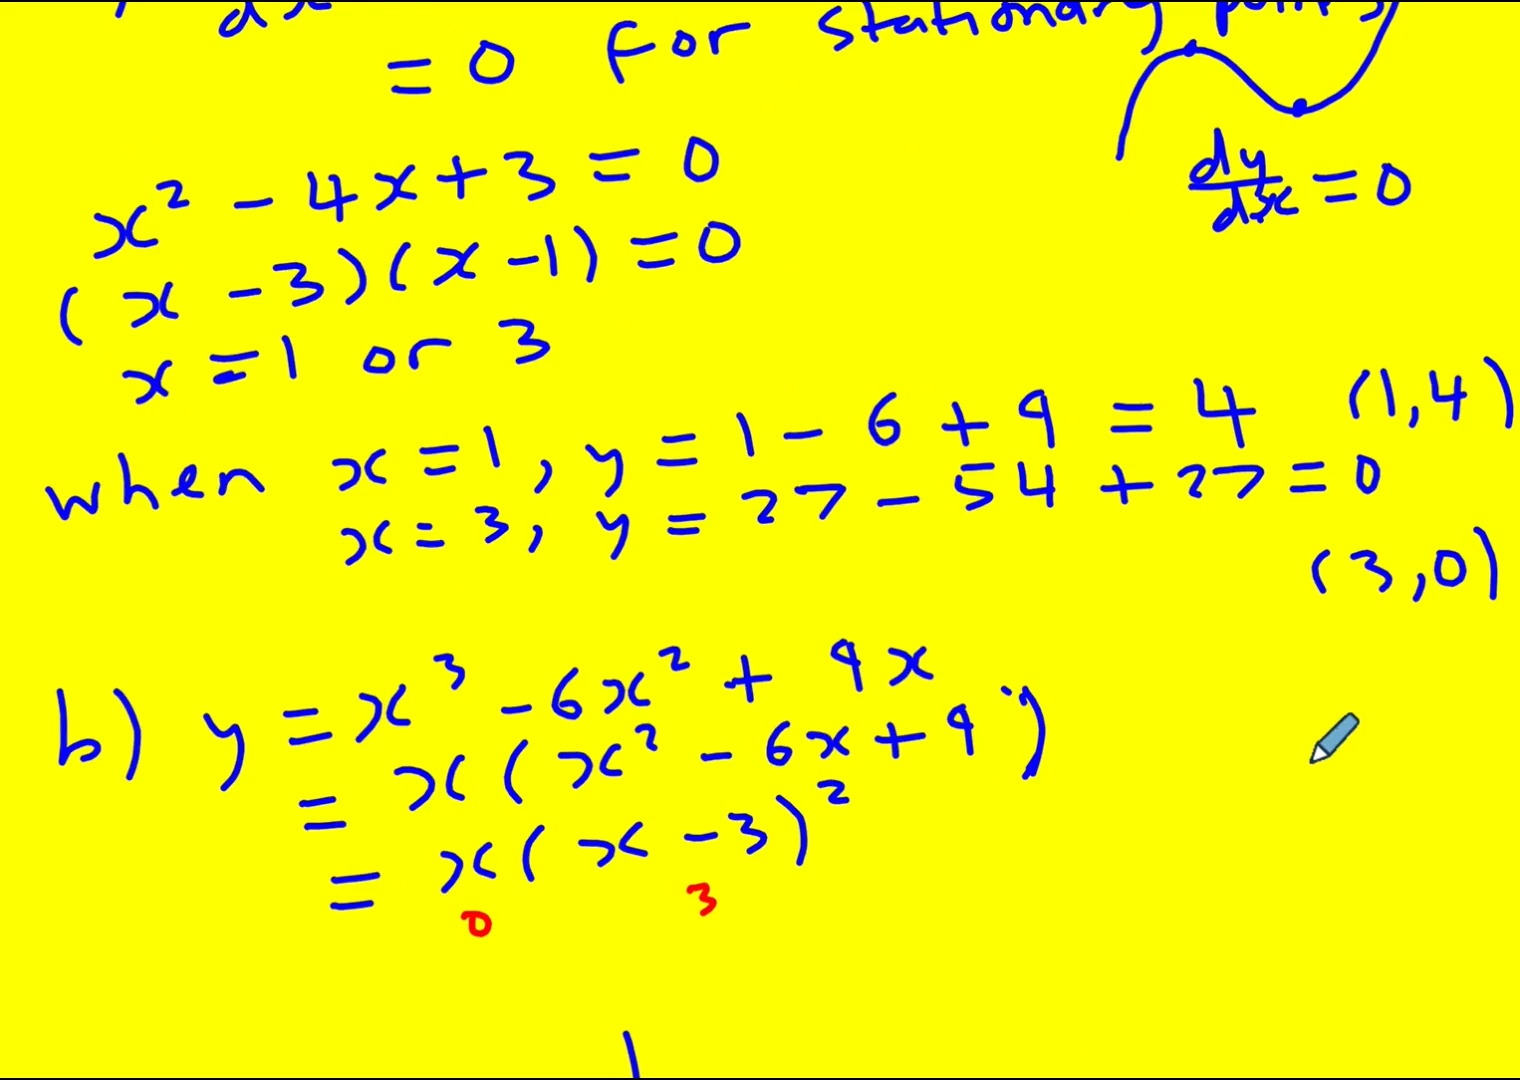 dx
= 0 for stationary points
dy/dx = 0
x² - 4x + 3 = 0
(x - 3)(x - 1) = 0
x = 1 or 3
when x = 1, y = 1 - 6 + 9 = 4 (1,4)
x = 3, y = 27 - 54 + 27 = 0
(3,0)
b) y = x³ - 6x² + 9x
= x(x² - 6x + 9)
= x(x - 3)²
0 3